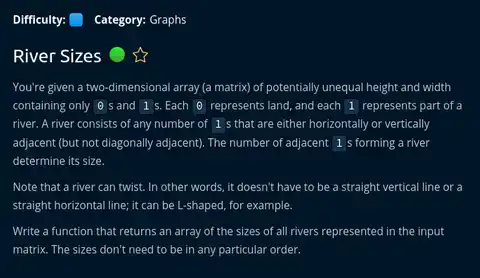 Difficulty: Category: Graphs
River Sizes
You're given a two-dimensional array (a matrix) of potentially unequal height and width
containing only 0s and 1s. Each 0 represents land, and each 1 represents part of a
river. A river consists of any number of 1s that are either horizontally or vertically
adjacent (but not diagonally adjacent). The number of adjacent 1s forming a river
determine its size.
Note that a river can twist. In other words, it doesn't have to be a straight vertical line or a
straight horizontal line; it can be L-shaped, for example.
Write a function that returns an array of the sizes of all rivers represented in the input
matrix. The sizes don't need to be in any particular order.